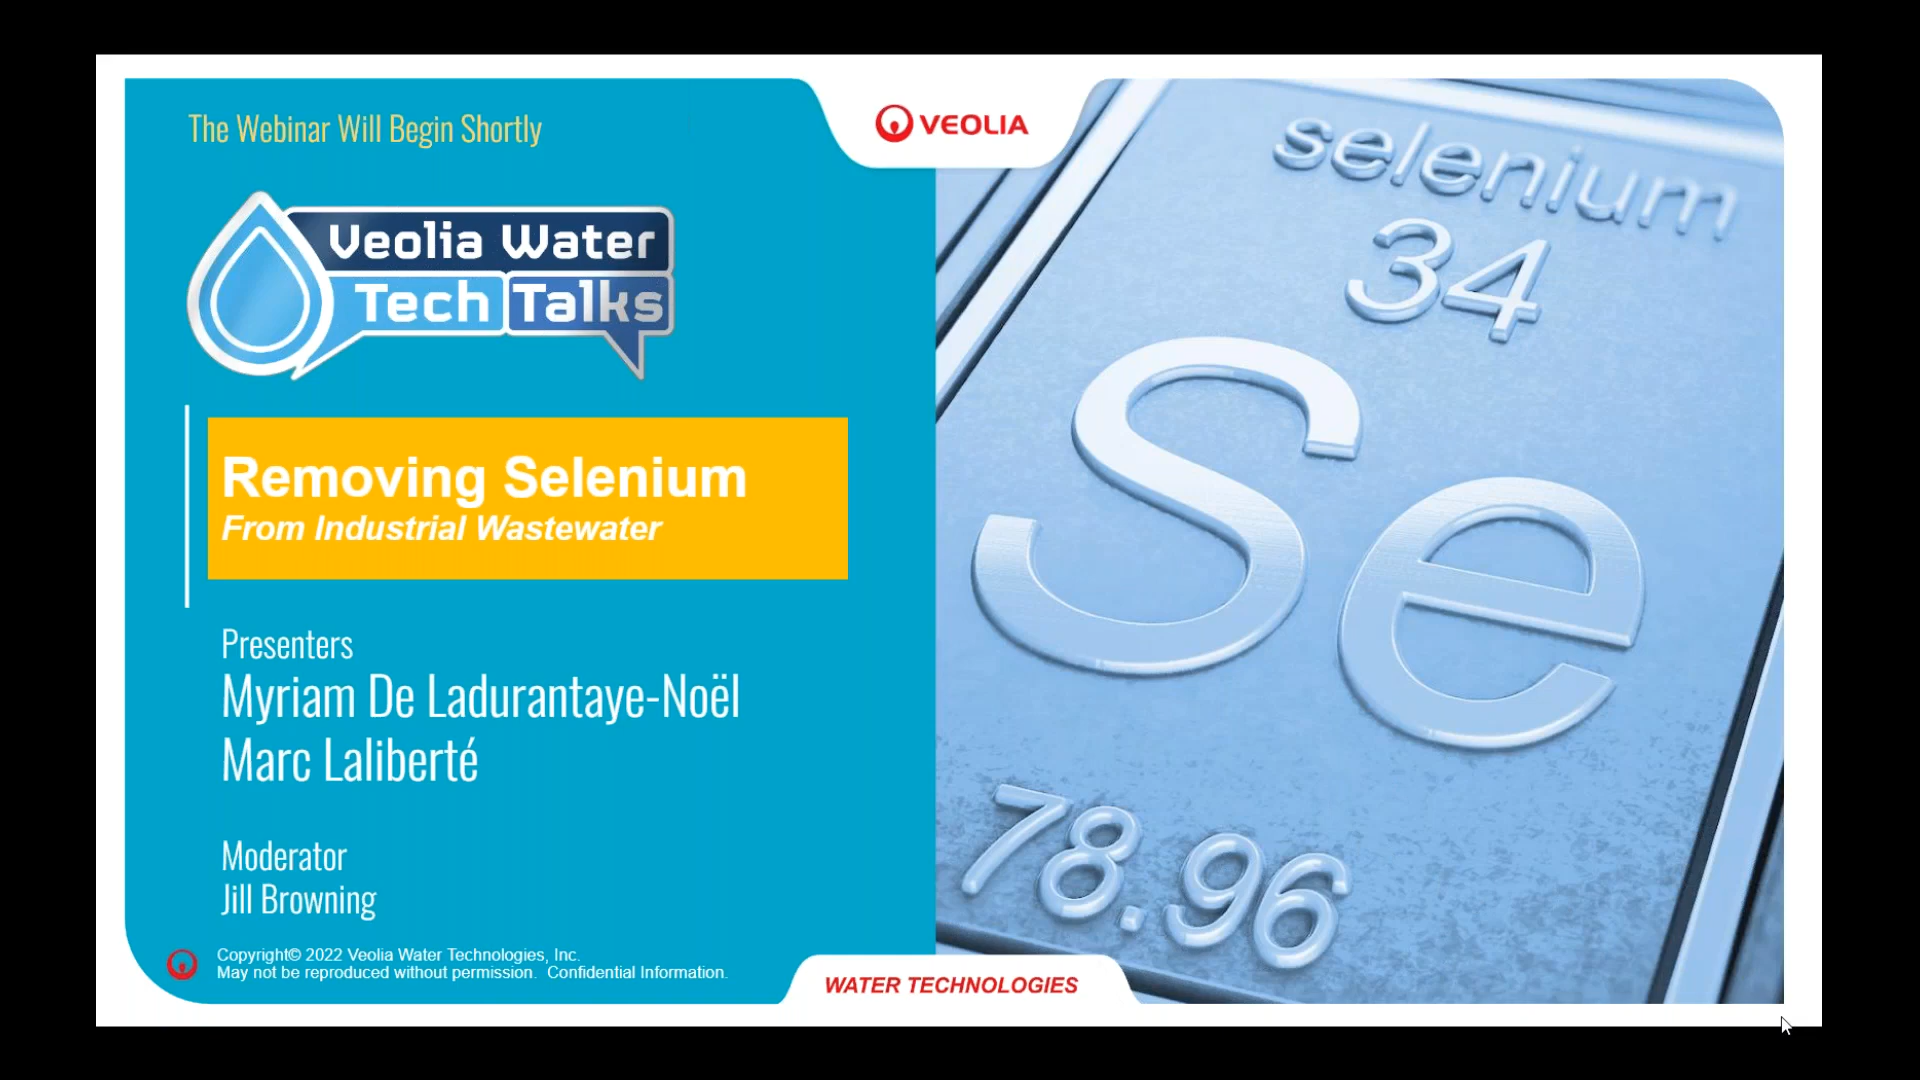 The Webinar Will Begin Shortly
VEOLIA
Veolia Water
Tech Talks
Removing Selenium
From Industrial Wastewater
Presenters
Myriam De Ladurantaye-Noël
Marc Laliberté
Moderator
Jill Browning
Copyright© 2022 Veolia Water Technologies, Inc.
May not be reproduced without permission. Confidential Information.
WATER TECHNOLOGIES
selenium
34
Se
78.96